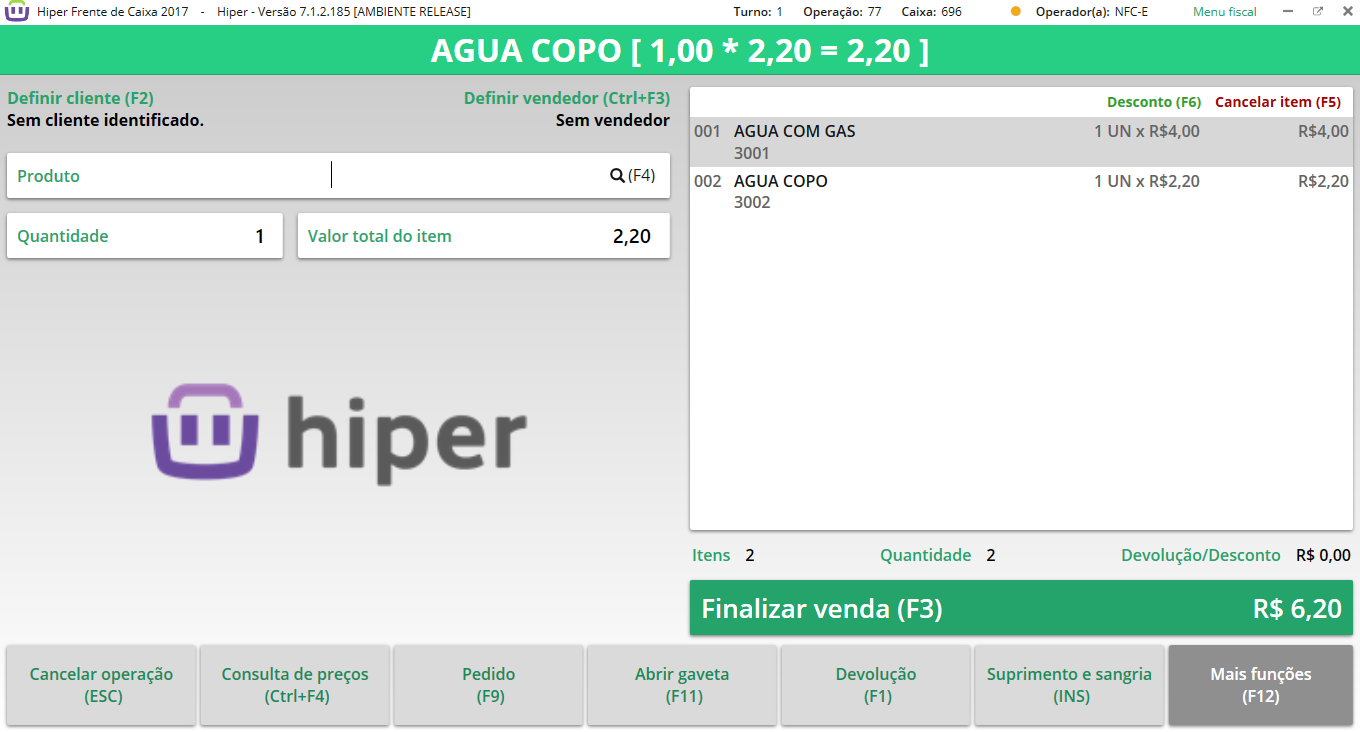 Hiper Frente de Caixa 2017 - Hiper - Versão 7.1.2.185 [AMBIENTE RELEASE] Turno: 1 Operação: 77 Caixa: 696 Operador(a): NFC-E Menu fiscal
AGUA COPO [ 1,00 * 2,20 = 2,20 ]
Definir cliente (F2) Definir vendedor (Ctrl+F3)
Sem cliente identificado. Sem vendedor
Produto (F4)
Quantidade 1 Valor total do item 2,20
hiper
Desconto (F6) Cancelar item (F5)
001 AGUA COM GAS 1 UN x R$4,00 R$4,00
3001
002 AGUA COPO 1 UN x R$2,20 R$2,20
3002
Itens 2 Quantidade 2 Devolução/Desconto R$ 0,00
Finalizar venda (F3) R$ 6,20
Cancelar operação
(ESC)
Consulta de preços
(Ctrl+F4)
Pedido
(F9)
Abrir gaveta
(F11)
Devolução
(F1)
Suprimento e sangria
(INS)
Mais funções
(F12)